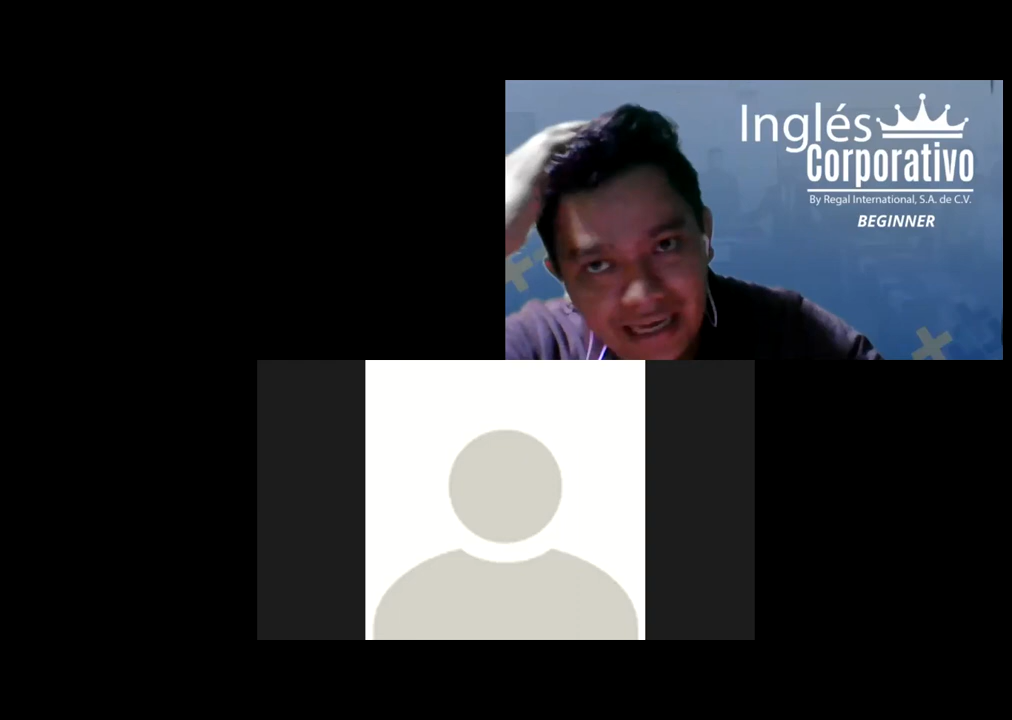 Inglés
Corporativo
By Regal International, S.A. de C.V.
BEGINNER